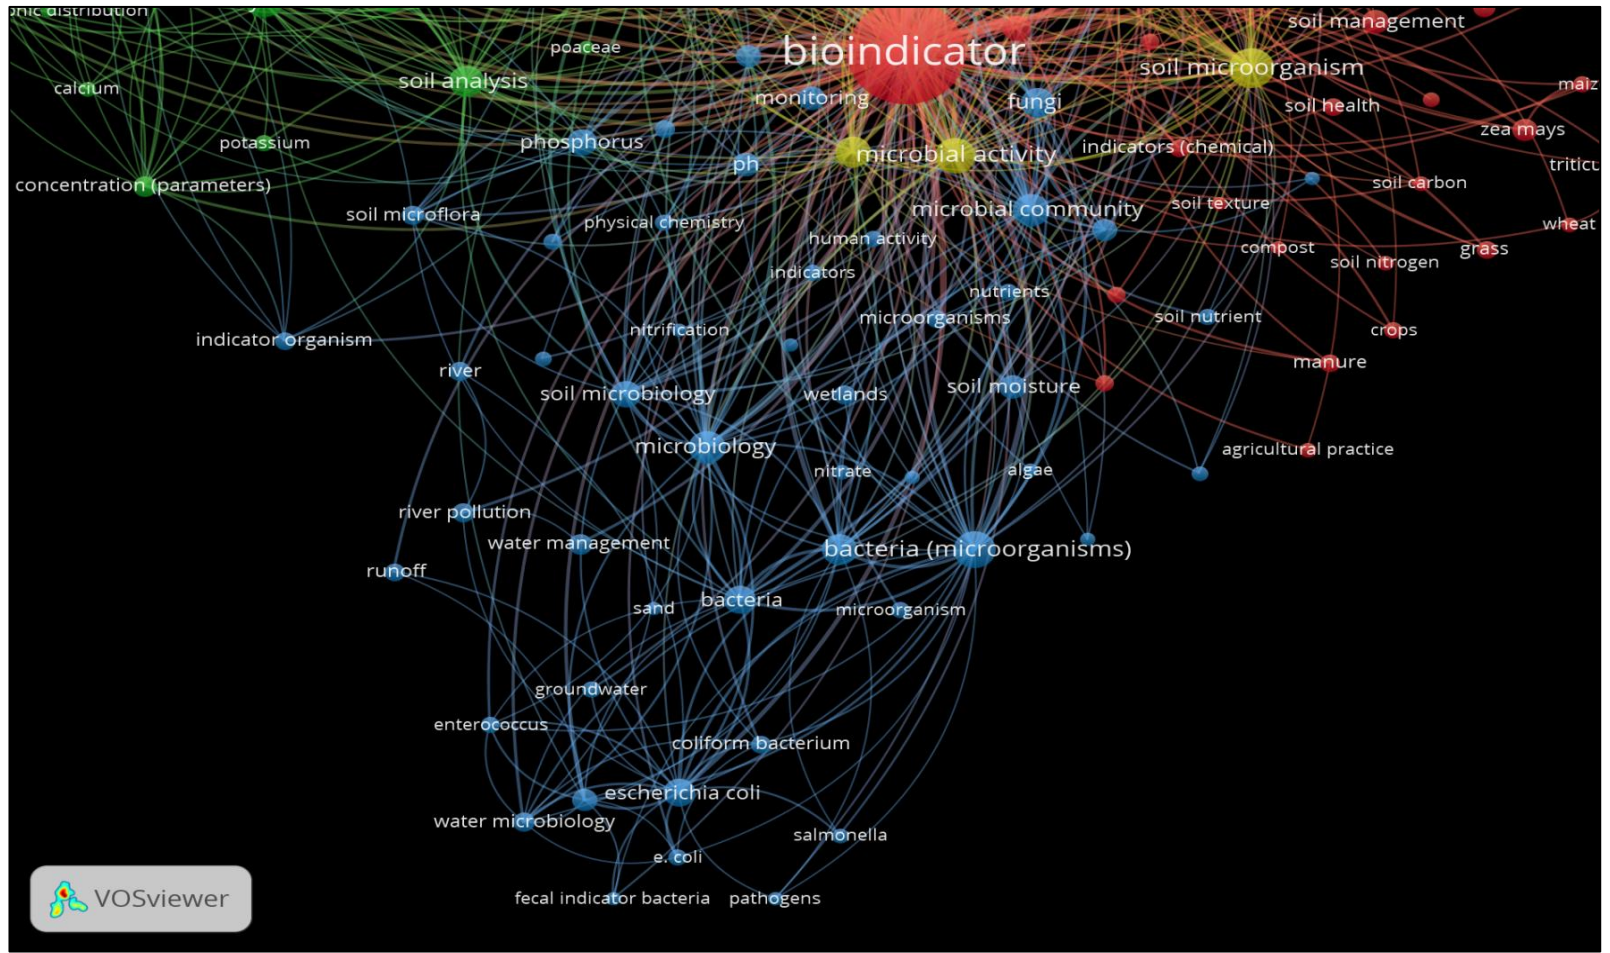 distribution
bioindicator
soil management
poaceae
soil analysis
soil microorganism
calcium
monitoring
fungi
soil health
maiz
phosphorus
potassium
ph
microbial activity
indicators (chemical)
zea mays
concentration (parameters)
soil carbon
soil microflora
physical chemistry
microbial community
soil texture
human activity
wheat
compost
grass
indicators
soil nitrogen
nutrients
microorganisms
soil nutrient
indicator organism
nitrification
crops
river
manure
soil microbiology
wetlands
soil moisture
microbiology
agricultural practice
nitrate
algae
river pollution
water management
bacteria (microorganisms)
runoff
sand
bacteria
microorganism
groundwater
enterococcus
coliform bacterium
escherichia coli
water microbiology
salmonella
e. coli
fecal indicator bacteria
pathogens
VOSviewer